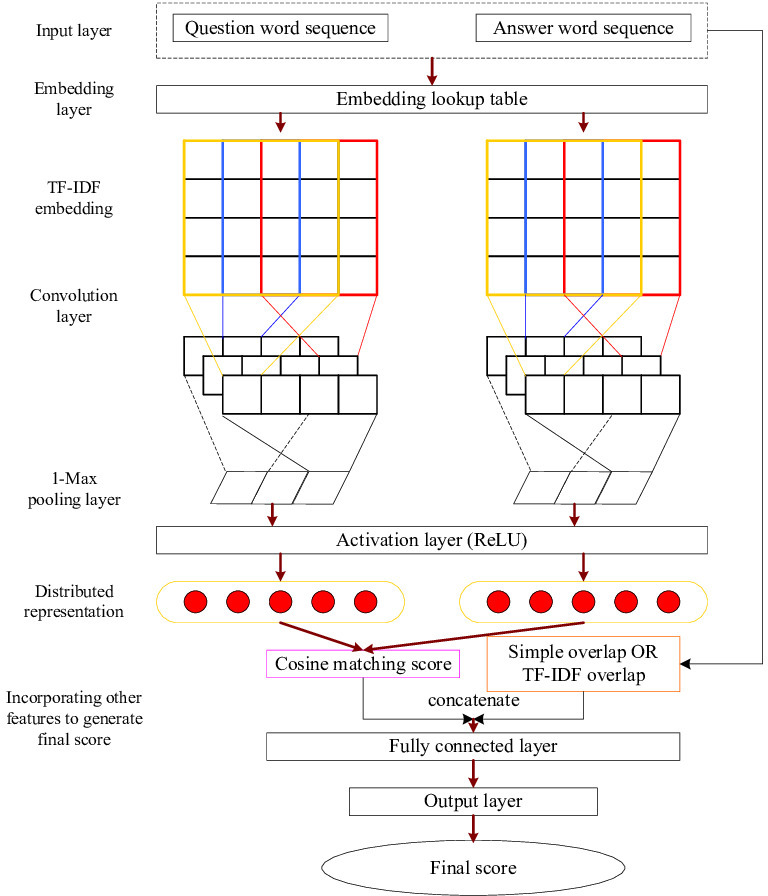 Input layer
Question word sequence
Answer word sequence
Embedding
layer
Embedding lookup table
TF-IDF
embedding
Convolution
layer
1-Max
pooling layer
Activation layer (ReLU)
Distributed
representation
Cosine matching score
Simple overlap OR
TF-IDF overlap
Incorporating other
features to generate
final score
concatenate
Fully connected layer
Output layer
Final score